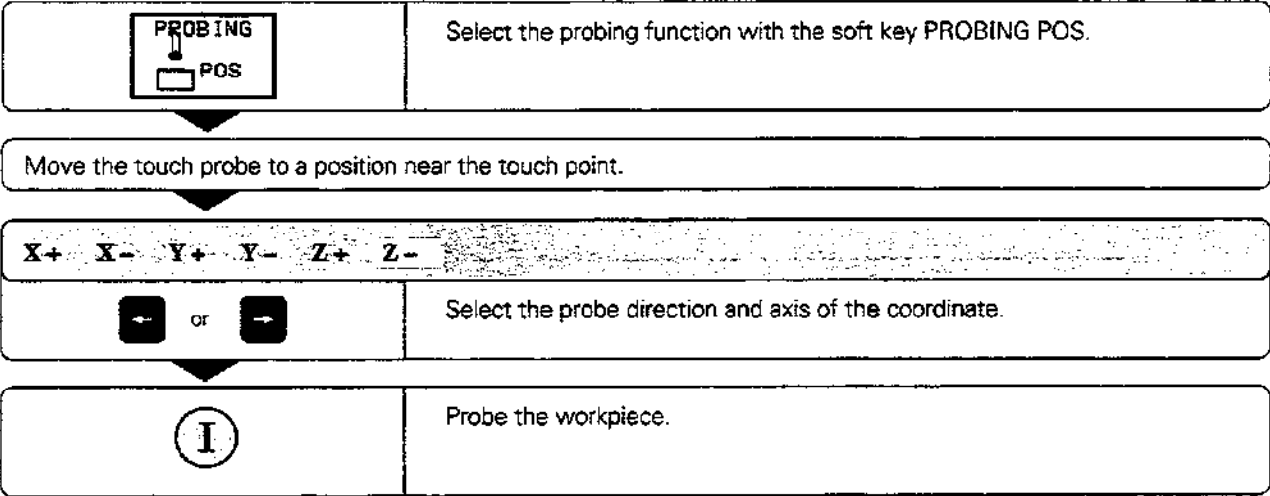 PROBING
POS
Select the probing function with the soft key PROBING POS.
Move the touch probe to a position near the touch point.
X+ X– Y+ Y– Z+ Z–
← or →
Select the probe direction and axis of the coordinate.
I
Probe the workpiece.